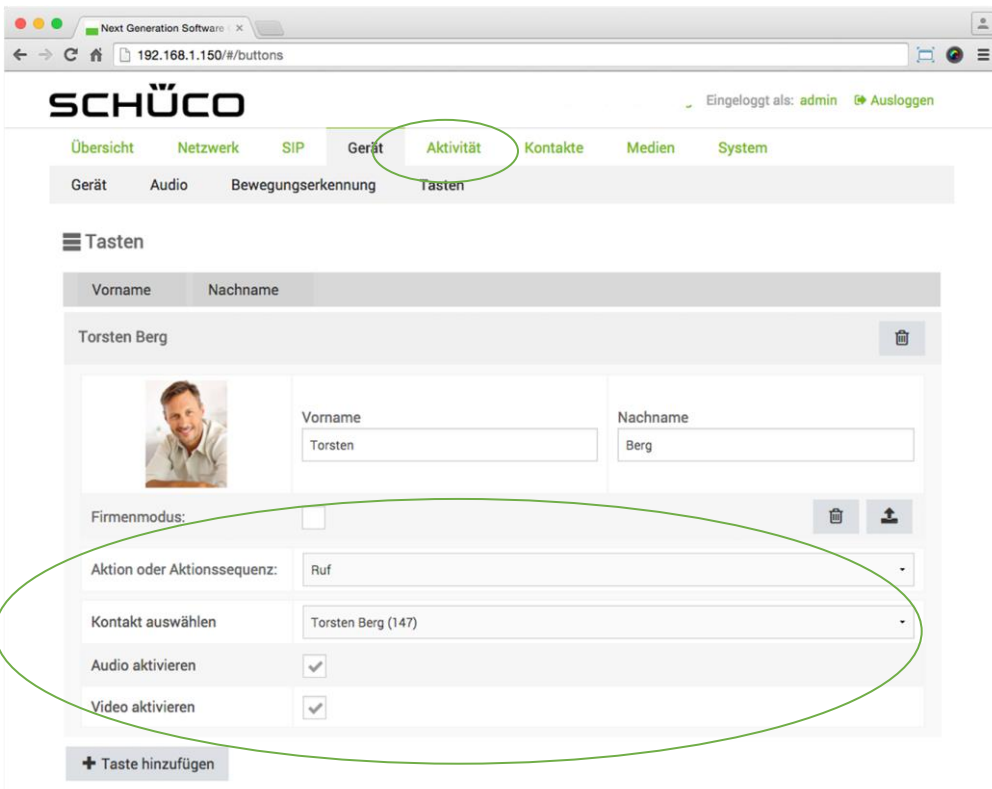 Next Generation Software
192.168.1.150/#/buttons
SCHÜCO
Eingeloggt als: admin Ausloggen
Übersicht Netzwerk SIP Gerät Aktivität Kontakte Medien System
Gerät Audio Bewegungserkennung Tasten
Tasten
Vorname Nachname
Torsten Berg
Vorname Nachname
Torsten Berg
Firmenmodus:
Aktion oder Aktionssequenz: Ruf
Kontakt auswählen Torsten Berg (147)
Audio aktivieren
Video aktivieren
+ Taste hinzufügen